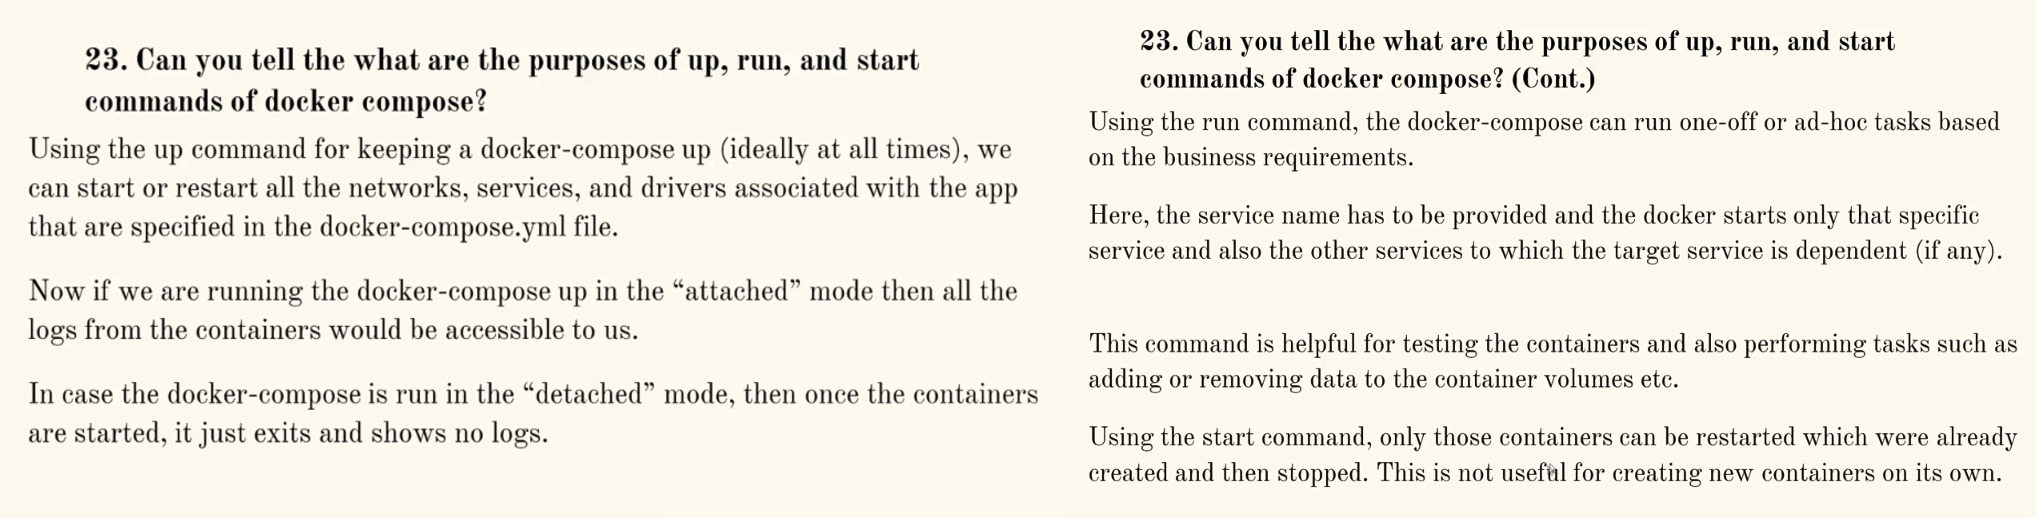 23. Can you tell the what are the purposes of up, run, and start
commands of docker compose?
Using the up command for keeping a docker-compose up (ideally at all times), we
can start or restart all the networks, services, and drivers associated with the app
that are specified in the docker-compose.yml file.
Now if we are running the docker-compose up in the “attached” mode then all the
logs from the containers would be accessible to us.
In case the docker-compose is run in the “detached” mode, then once the containers
are started, it just exits and shows no logs.
23. Can you tell the what are the purposes of up, run, and start
commands of docker compose? (Cont.)
Using the run command, the docker-compose can run one-off or ad-hoc tasks based
on the business requirements.
Here, the service name has to be provided and the docker starts only that specific
service and also the other services to which the target service is dependent (if any).
This command is helpful for testing the containers and also performing tasks such as
adding or removing data to the container volumes etc.
Using the start command, only those containers can be restarted which were already
created and then stopped. This is not useful for creating new containers on its own.